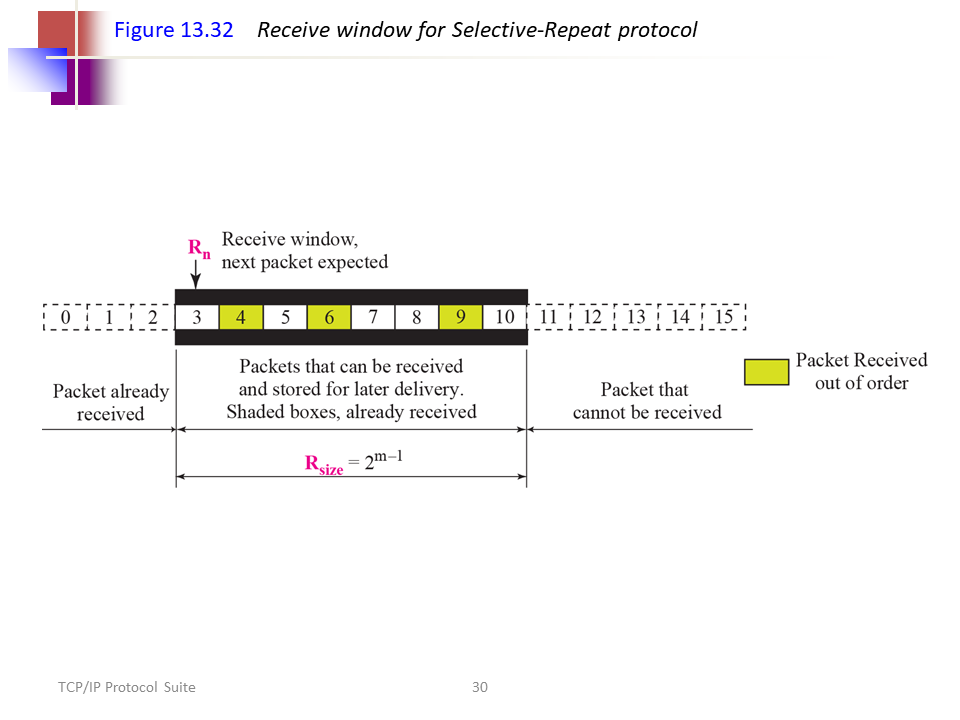 Figure 13.32 Receive window for Selective-Repeat protocol
Rn
Receive window,
next packet expected
0 1 2 3 4 5 6 7 8 9 10 11 12 13 14 15
Packet already
received
Packets that can be received
and stored for later delivery.
Shaded boxes, already received
Packet that
cannot be received
Packet Received
out of order
Rsize = 2^m–1
TCP/IP Protocol Suite
30